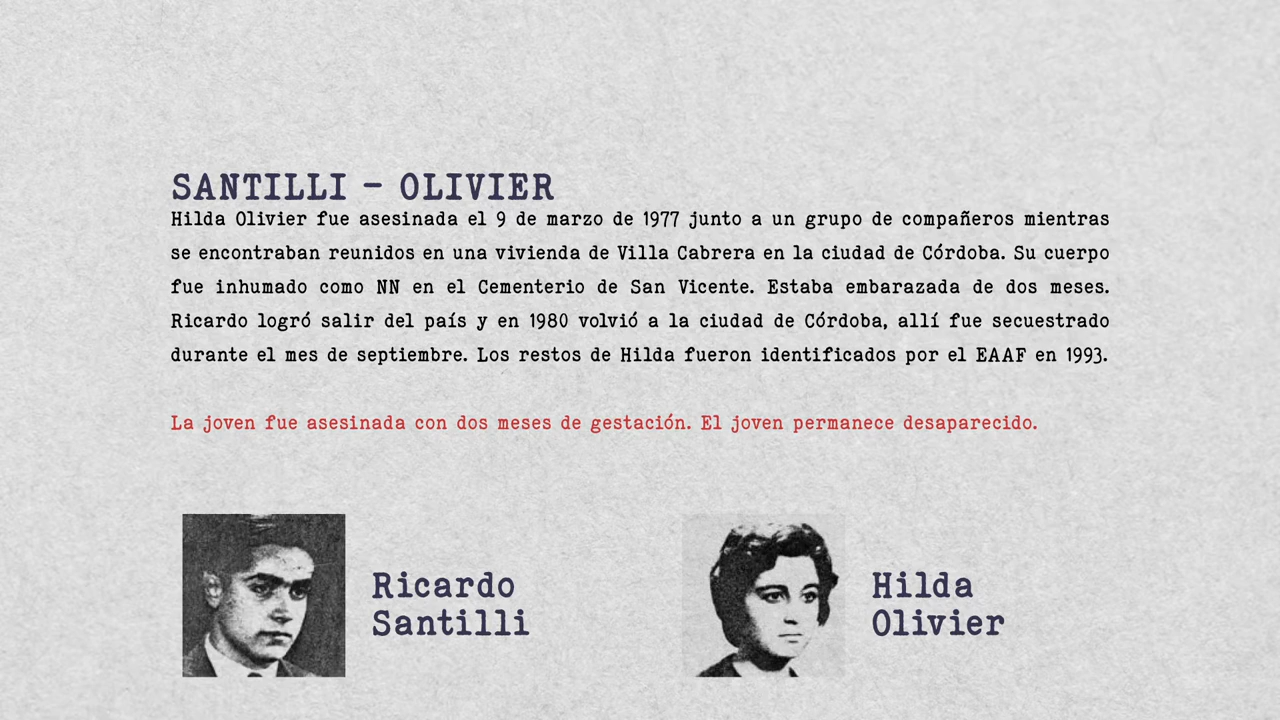 SANTILLI – OLIVIER
Hilda Olivier fue asesinada el 9 de marzo de 1977 junto a un grupo de compañeros mientras
se encontraban reunidos en una vivienda de Villa Cabrera en la ciudad de Córdoba. Su cuerpo
fue inhumado como NN en el Cementerio de San Vicente. Estaba embarazada de dos meses.
Ricardo logró salir del país y en 1980 volvió a la ciudad de Córdoba, allí fue secuestrado
durante el mes de septiembre. Los restos de Hilda fueron identificados por el EAAF en 1993.
La joven fue asesinada con dos meses de gestación. El joven permanece desaparecido.
Ricardo
Santilli
Hilda
Olivier